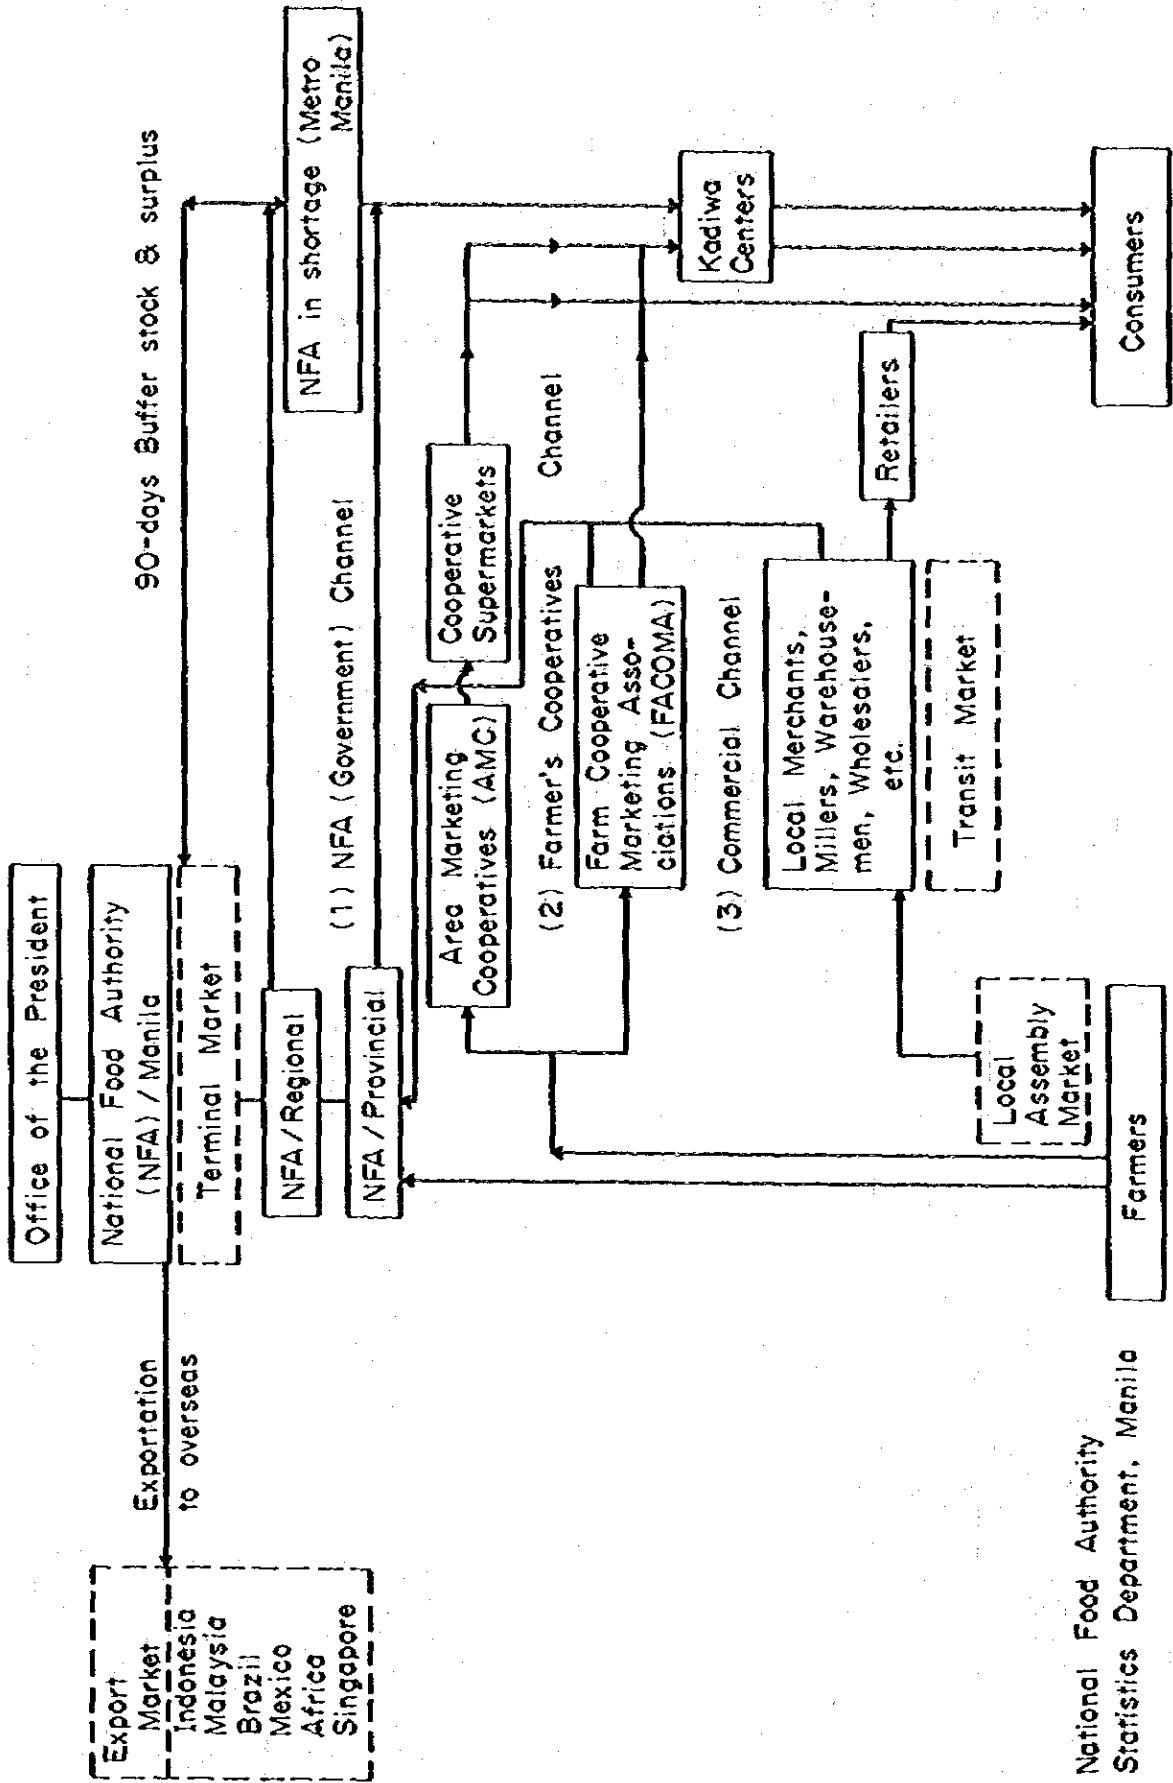 Office of the President
National Food Authority
(NFA) / Manila
Terminal Market
Exportation
to overseas
Export
Market
Indonesia
Malaysia
Brazil
Mexico
Africa
Singapore
90-days Buffer stock & surplus
NFA/Regional
NFA in shortage (Metro
Manila)
(1) NFA (Government) Channel
NFA/Provincial
Area Marketing
Cooperatives (AMC)
Cooperative
Supermarkets
(2) Farmer's Cooperatives Channel
Farm Cooperative
Marketing Asso-
ciations (FACOMA)
Kadiwa
Centers
(3) Commercial Channel
Local Merchants,
Millers, Warehouse-
men, Wholesalers,
etc.
Retailers
Transit Market
Local
Assembly
Market
Farmers
Consumers
National Food Authority
Statistics Department, Manila